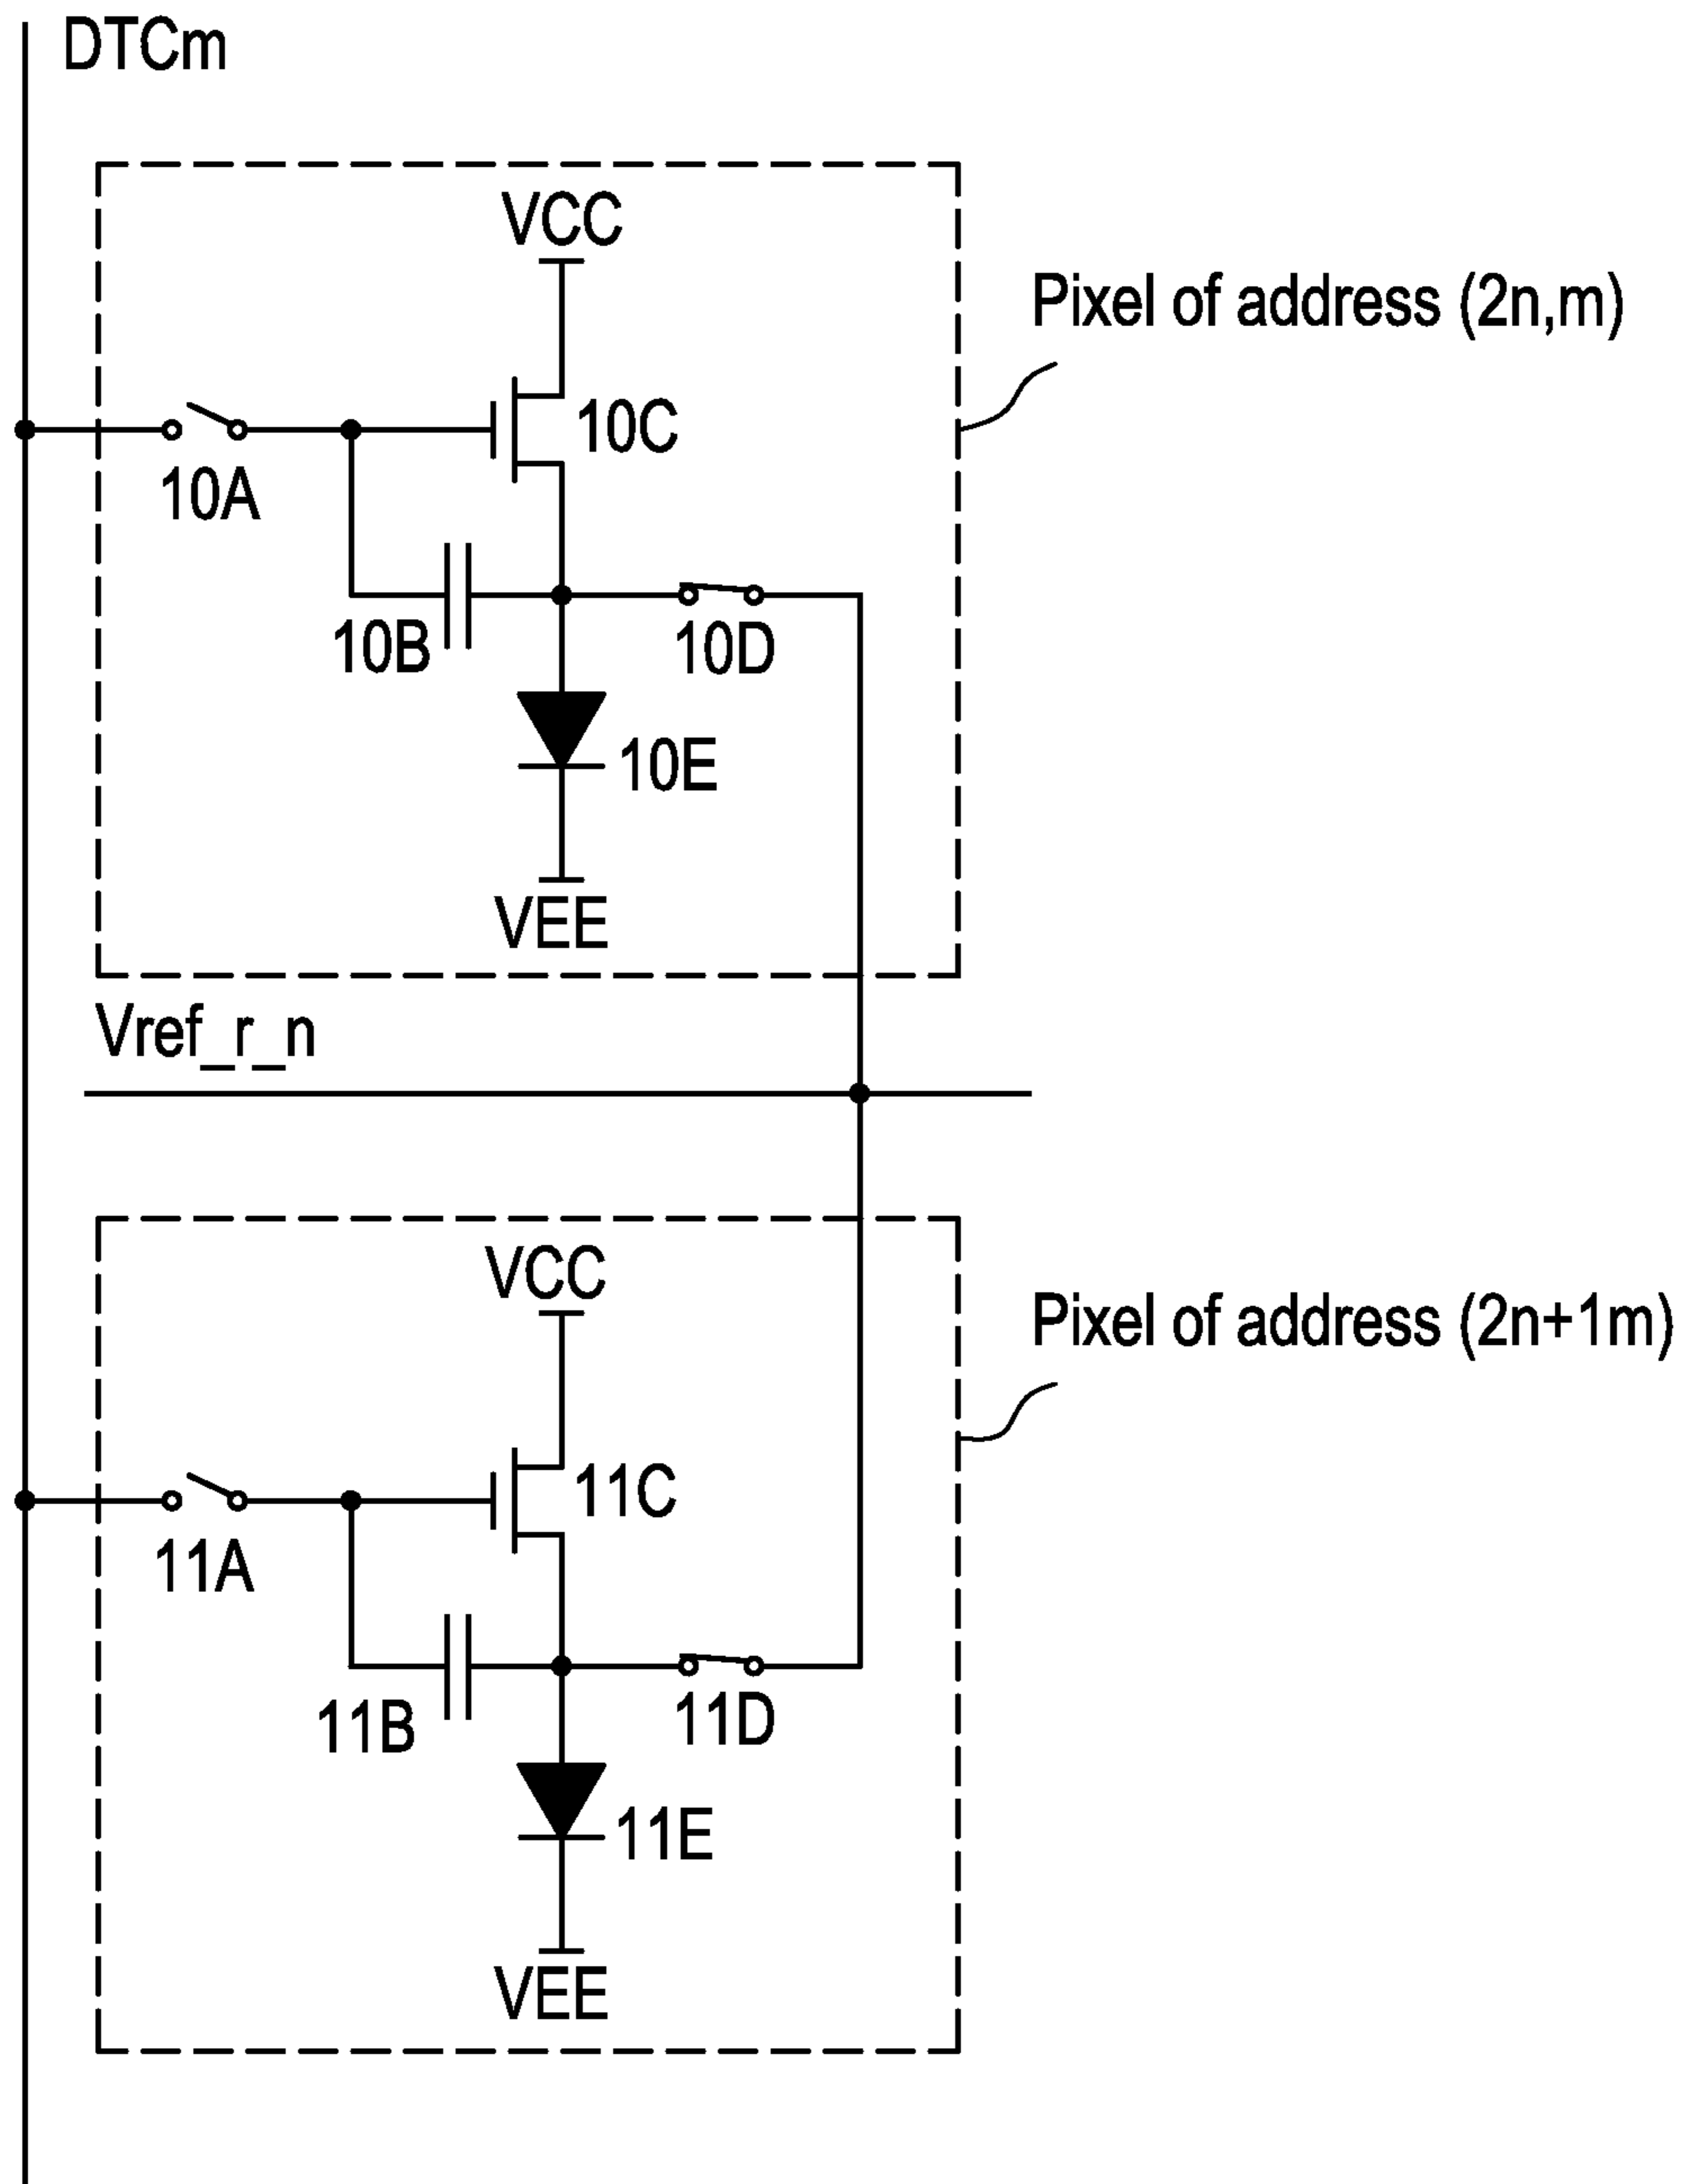 DTCm
VCC
Pixel of address (2n,m)
10C
10A
10B
10D
10E
VEE
Vref_r_n
VCC
Pixel of address (2n+1m)
11C
11A
11B
11D
11E
VEE